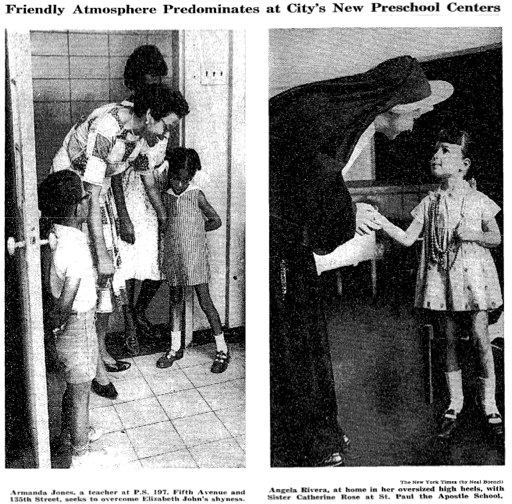 Friendly Atmosphere Predominates at City's New Preschool Centers
The New York Times (by Neal Boenzi)
Armanda Jones, a teacher at P.S. 197, Fifth Avenue and
135th Street, seeks to overcome Elizabeth John's shyness.
Angela Rivera, at home in her oversized high heels, with
Sister Catherine Rose at St. Paul the Apostle School,